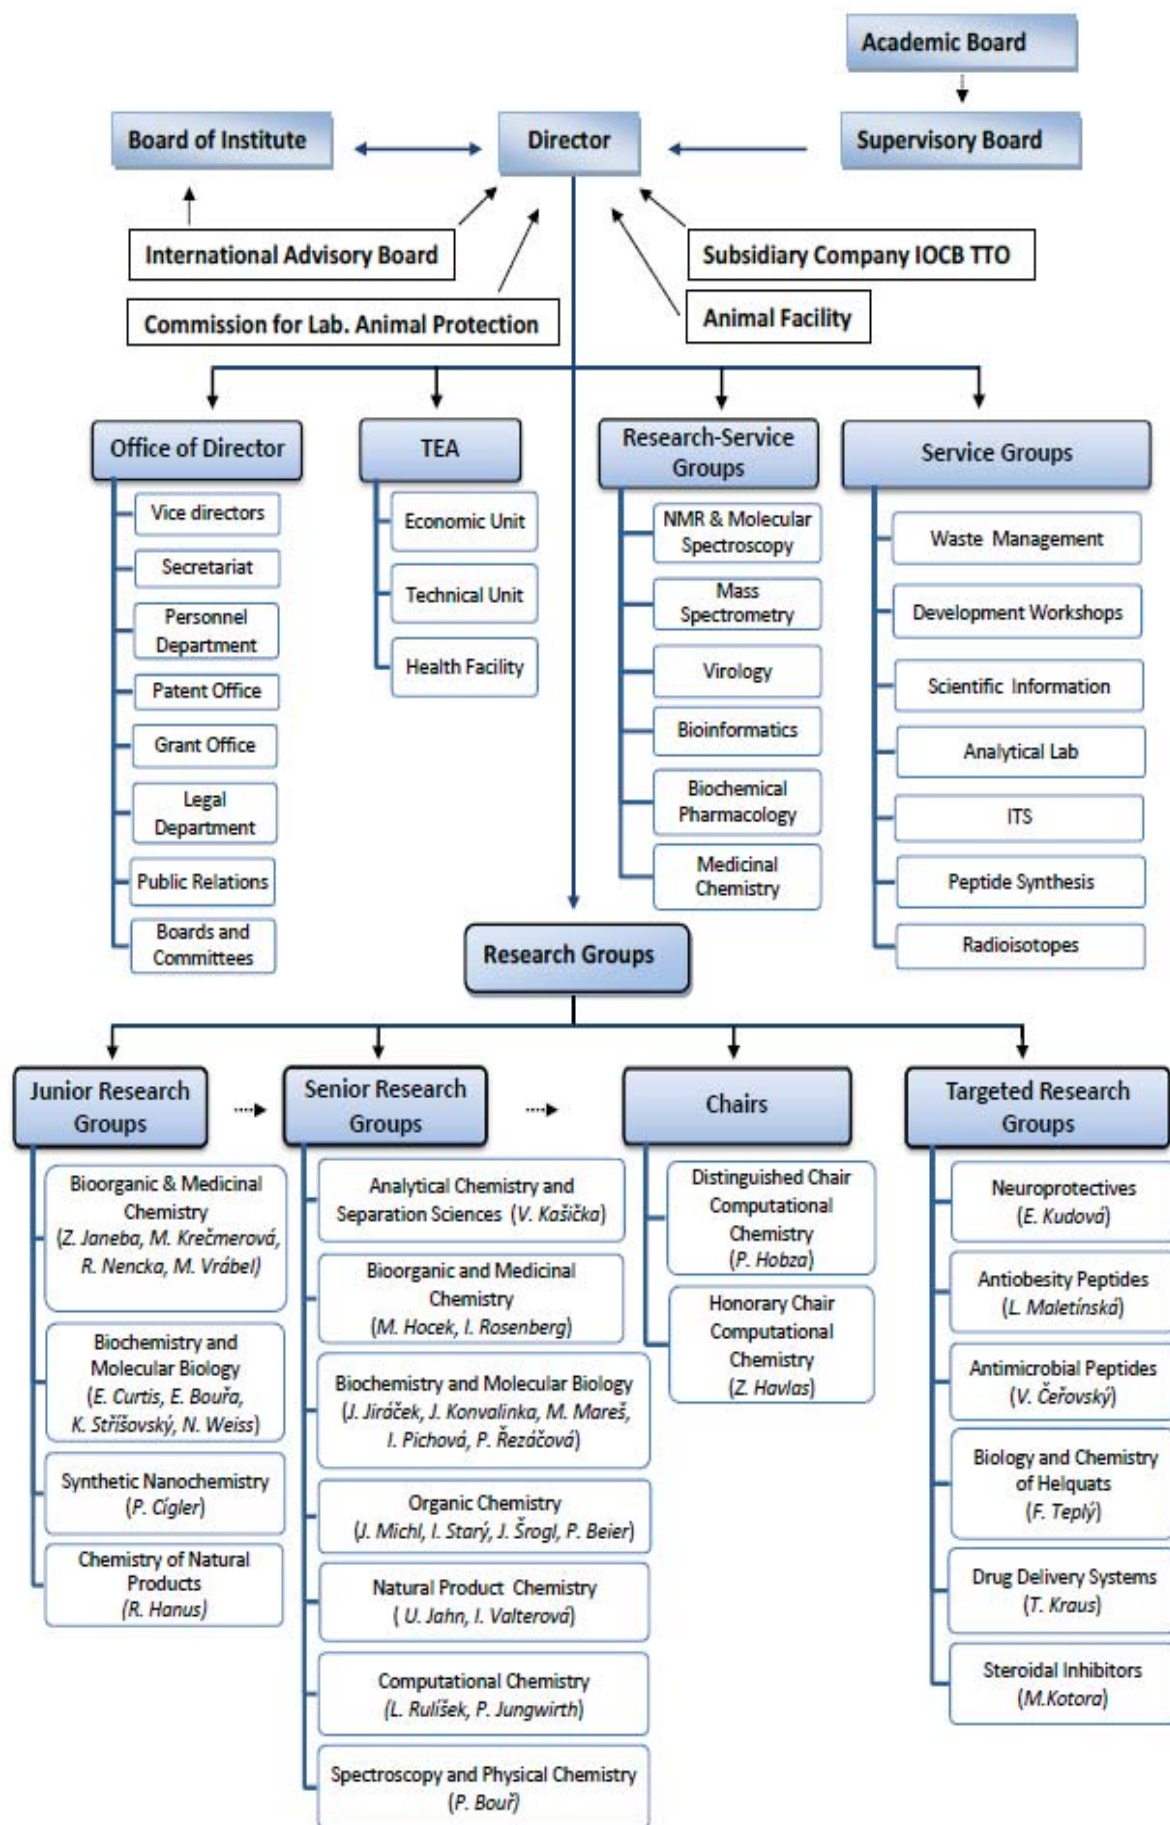 Academic Board
Board of Institute
Director
Supervisory Board
International Advisory Board
Subsidiary Company IOCB TTO
Commission for Lab. Animal Protection
Animal Facility
Office of Director
Vice directors
Secretariat
Personnel
Department
Patent Office
Grant Office
Legal
Department
Public Relations
Boards and
Committees
TEA
Economic Unit
Technical Unit
Health Facility
Research-Service
Groups
NMR & Molecular
Spectroscopy
Mass
Spectrometry
Virology
Bioinformatics
Biochemical
Pharmacology
Medicinal
Chemistry
Service Groups
Waste Management
Development Workshops
Scientific Information
Analytical Lab
ITS
Peptide Synthesis
Radioisotopes
Research Groups
Junior Research
Groups
Bioorganic & Medicinal
Chemistry
(Z. Janeba, M. Krečmerová,
R. Nencka, M. Vrábel)
Biochemistry and
Molecular Biology
(E. Curtis, E. Bouřa,
K. Stříšovský, N. Weiss)
Synthetic Nanochemistry
(P. Cígler)
Chemistry of Natural
Products
(R. Hanus)
Senior Research
Groups
Analytical Chemistry and
Separation Sciences (V. Kašička)
Bioorganic and Medicinal
Chemistry
(M. Hocek, I. Rosenberg)
Biochemistry and Molecular Biology
(J. Jiráček, J. Konvalinka, M. Mareš,
I. Pichová, P. Řezáčová)
Organic Chemistry
(J. Michl, I. Starý, J. Šrogl, P. Beier)
Natural Product Chemistry
( U. Jahn, I. Valterová)
Computational Chemistry
(L. Rulíšek, P. Jungwirth)
Spectroscopy and Physical Chemistry
(P. Bouř)
Chairs
Distinguished Chair
Computational
Chemistry
(P. Hobza)
Honorary Chair
Computational
Chemistry
(Z. Havlas)
Targeted Research
Groups
Neuroprotectives
(E. Kudová)
Antiobesity Peptides
(L. Maletínská)
Antimicrobial Peptides
(V. Čeřovský)
Biology and Chemistry
of Helquats
(F. Teplý)
Drug Delivery Systems
(T. Kraus)
Steroidal Inhibitors
(M.Kotora)